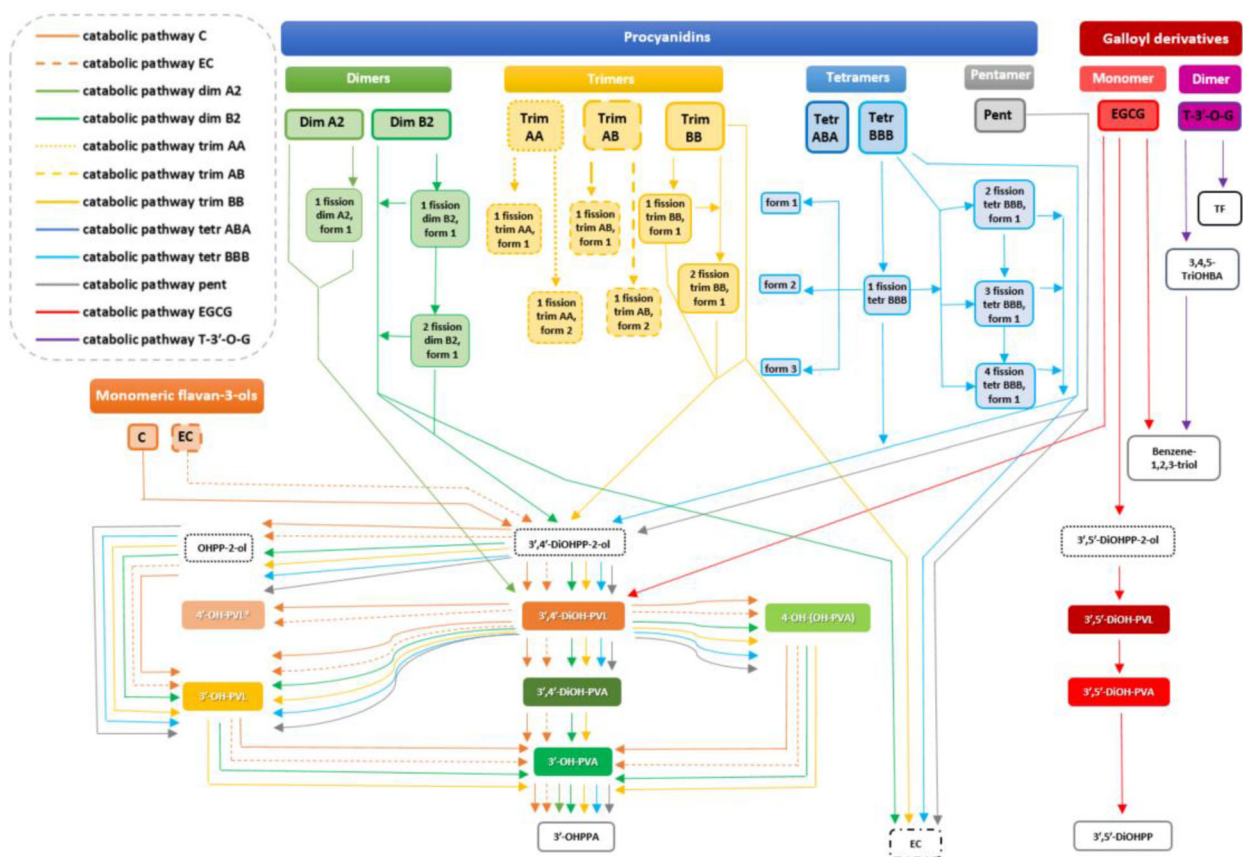 catabolic pathway C
catabolic pathway EC
catabolic pathway dim A2
catabolic pathway dim B2
catabolic pathway trim AA
catabolic pathway trim AB
catabolic pathway trim BB
catabolic pathway tetr ABA
catabolic pathway tetr BBB
catabolic pathway pent
catabolic pathway EGCG
catabolic pathway T-3'-O-G
Procyanidins
Galloyl derivatives
Dimers
Trimers
Tetramers
Pentamer
Monomer
Dimer
Dim A2
Dim B2
Trim
AA
Trim
AB
Trim
BB
Tetr
ABA
Tetr
BBB
Pent
EGCG
T-3'-O-G
1 fission
dim A2,
form 1
1 fission
dim B2,
form 1
2 fission
dim B2,
form 1
1 fission
trim AA,
form 1
1 fission
trim AA,
form 2
1 fission
trim AB,
form 1
1 fission
trim AB,
form 2
1 fission
trim BB,
form 1
2 fission
trim BB,
form 1
form 1
form 2
form 3
1 fission
tetr BBB
2 fission
tetr BBB,
form 1
3 fission
tetr BBB,
form 1
4 fission
tetr BBB,
form 1
TF
3,4,5-
TriOHBA
Benzene-
1,2,3-triol
Monomeric flavan-3-ols
C
EC
OHPP-2-ol
3',4'-DiOHPP-2-ol
3',5'-DiOHPP-2-ol
4'-OH-PVL*
3',4'-DiOH-PVL
4-OH-(OH-PVA)
3',5'-DiOH-PVL
3'-OH-PVL
3',4'-DiOH-PVA
3',5'-DiOH-PVA
3'-OH-PVA
3'-OHPPA
EC
3',5'-DiOHPP